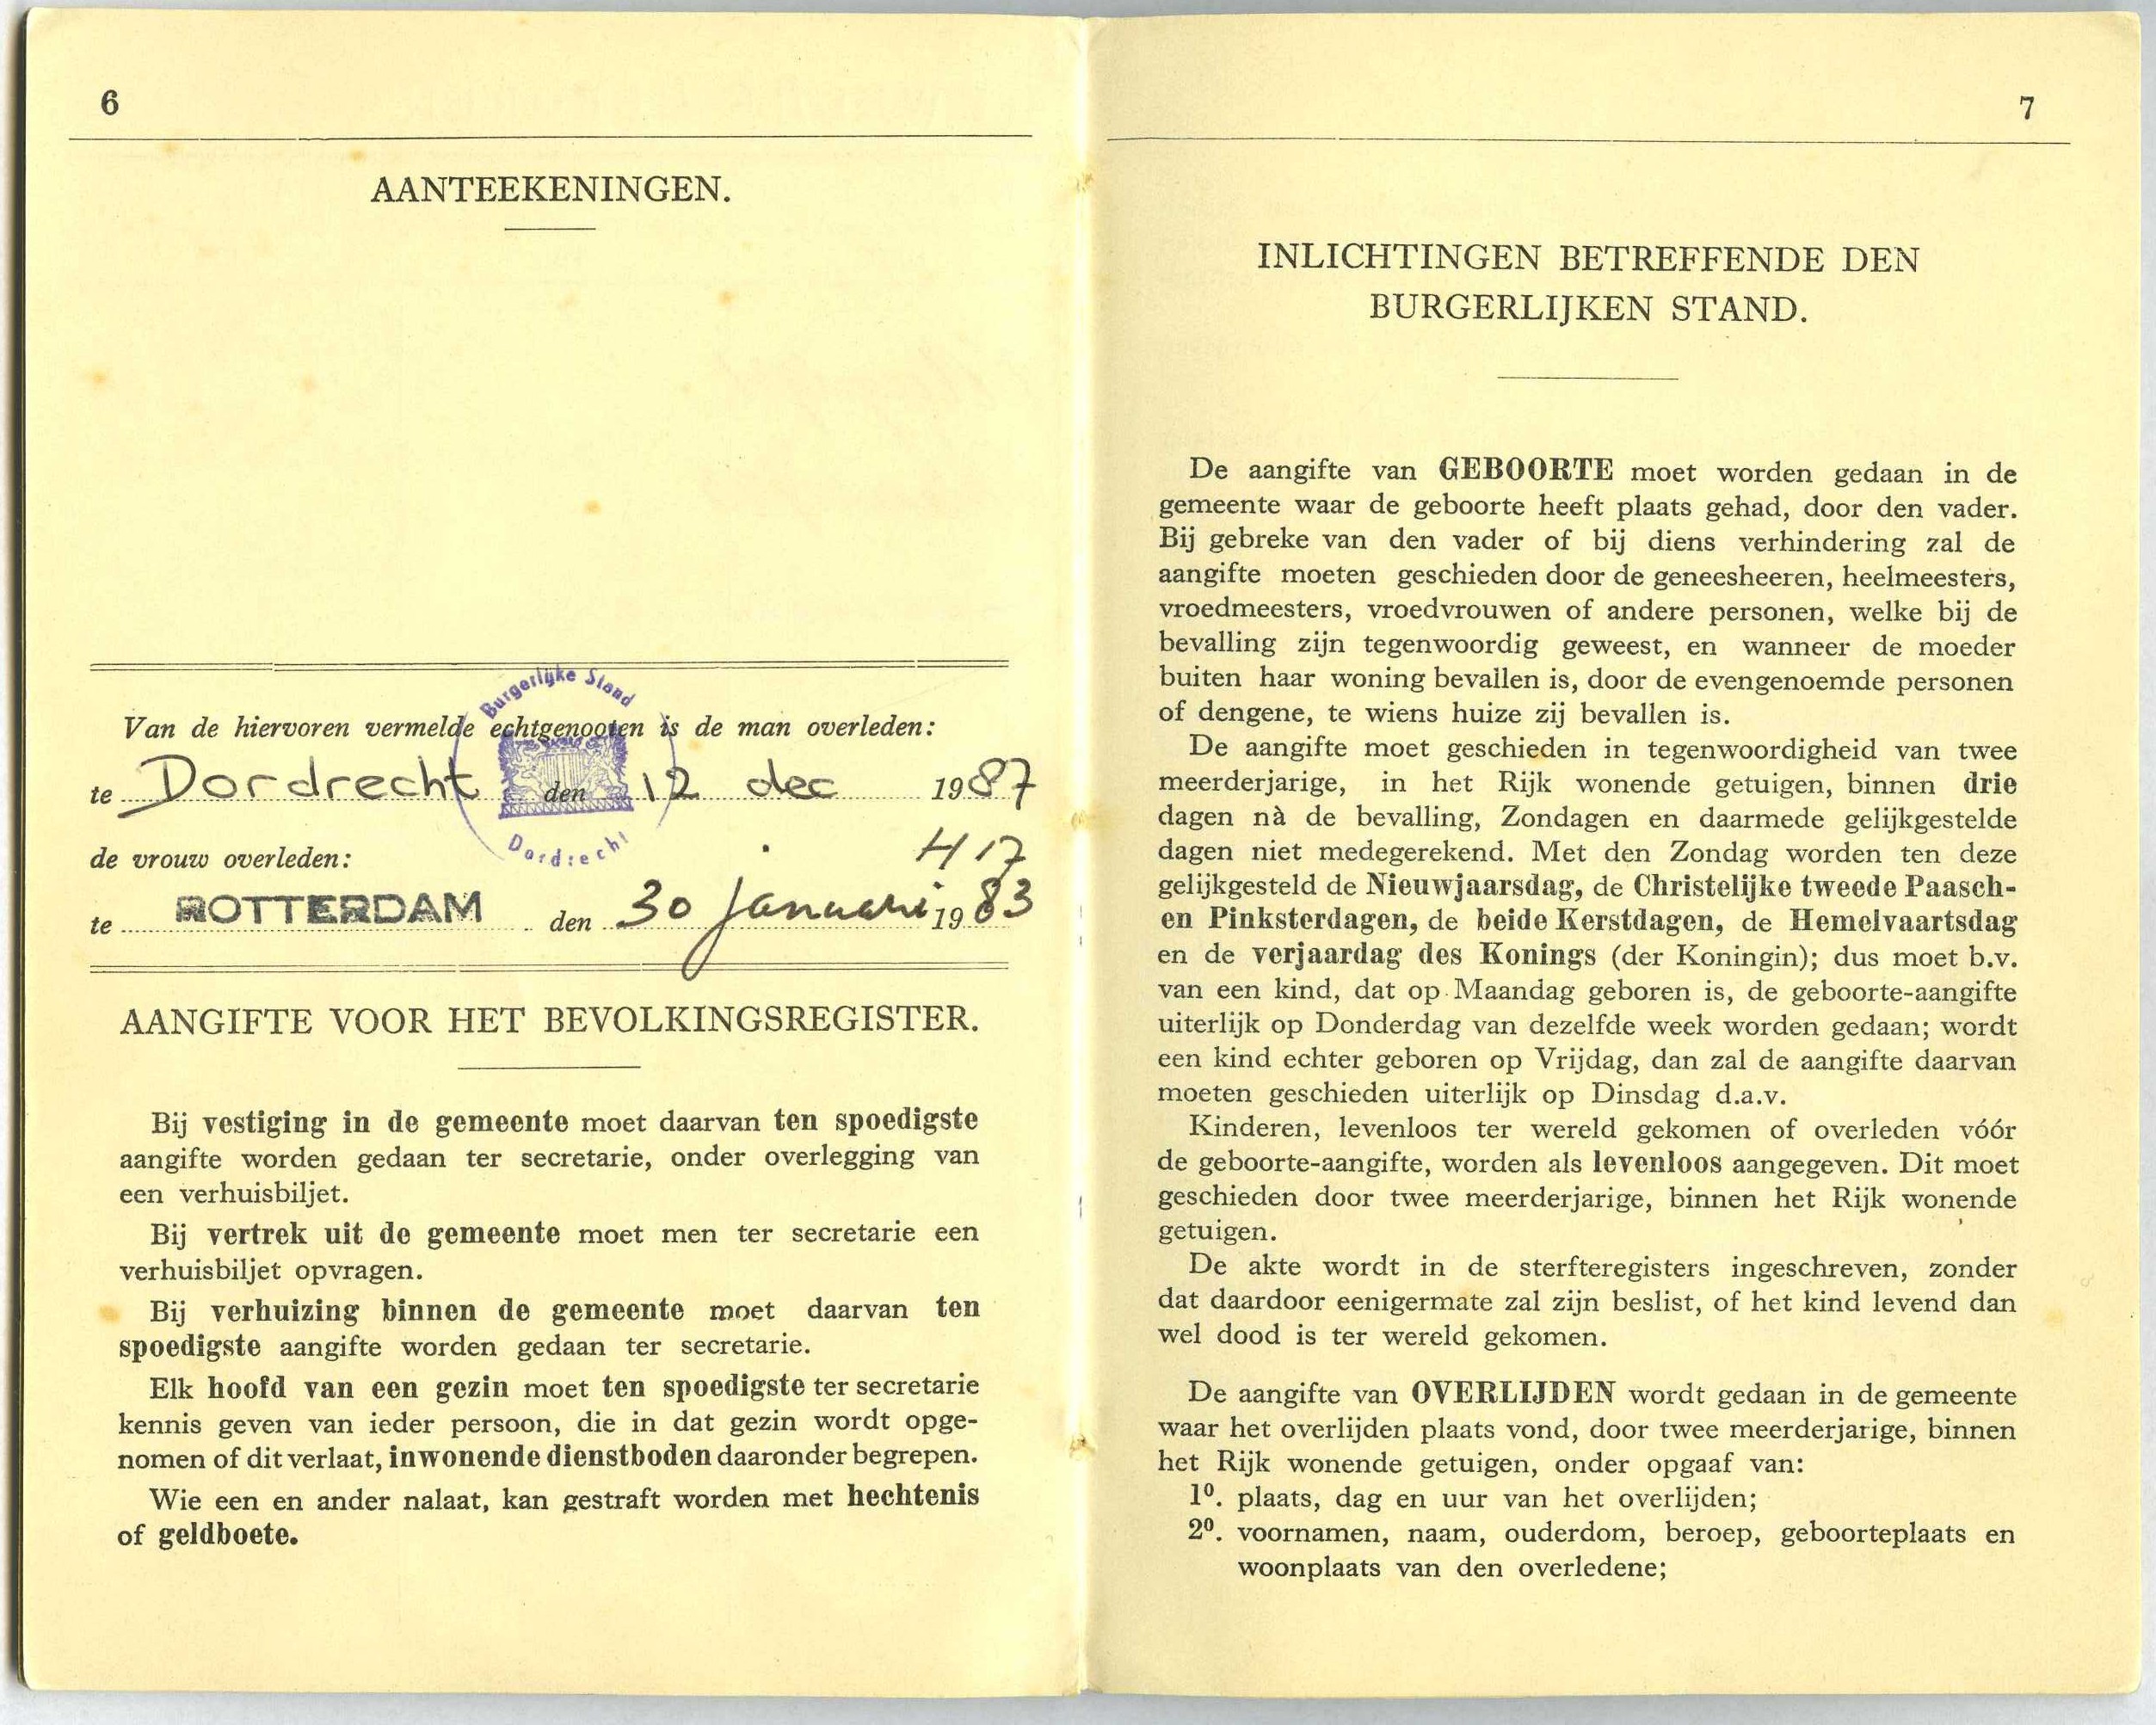 6
AANTEEKENINGEN.
Burgerlijke Stand
Van de hiervoren vermelde echtgenooten is de man overleden:
te Dordrecht den 12 dec 1987
Dordrecht
de vrouw overleden:
H 17
te ROTTERDAM den 30 januari 1983
AANGIFTE VOOR HET BEVOLKINGSREGISTER.
Bij vestiging in de gemeente moet daarvan ten spoedigste
aangifte worden gedaan ter secretarie, onder overlegging van
een verhuisbiljet.
Bij vertrek uit de gemeente moet men ter secretarie een
verhuisbiljet opvragen.
Bij verhuizing binnen de gemeente moet daarvan ten
spoedigste aangifte worden gedaan ter secretarie.
Elk hoofd van een gezin moet ten spoedigste ter secretarie
kennis geven van ieder persoon, die in dat gezin wordt opge-
nomen of dit verlaat, inwonende dienstboden daaronder begrepen.
Wie een en ander nalaat, kan gestraft worden met hechtenis
of geldboete.
7
INLICHTINGEN BETREFFENDE DEN
BURGERLIJKEN STAND.
De aangifte van GEBOORTE moet worden gedaan in de
gemeente waar de geboorte heeft plaats gehad, door den vader.
Bij gebreke van den vader of bij diens verhindering zal de
aangifte moeten geschieden door de geneesheeren, heelmeesters,
vroedmeesters, vroedvrouwen of andere personen, welke bij de
bevalling zijn tegenwoordig geweest, en wanneer de moeder
buiten haar woning bevallen is, door de evengenoemde personen
of dengene, te wiens huize zij bevallen is.
De aangifte moet geschieden in tegenwoordigheid van twee
meerderjarige, in het Rijk wonende getuigen, binnen drie
dagen nà de bevalling, Zondagen en daarmede gelijkgestelde
dagen niet medegerekend. Met den Zondag worden ten deze
gelijkgesteld de Nieuwjaarsdag, de Christelijke tweede Paasch-
en Pinksterdagen, de beide Kerstdagen, de Hemelvaartsdag
en de verjaardag des Konings (der Koningin); dus moet b.v.
van een kind, dat op Maandag geboren is, de geboorte-aangifte
uiterlijk op Donderdag van dezelfde week worden gedaan; wordt
een kind echter geboren op Vrijdag, dan zal de aangifte daarvan
moeten geschieden uiterlijk op Dinsdag d.a.v.
Kinderen, levenloos ter wereld gekomen of overleden vóór
de geboorte-aangifte, worden als levenloos aangegeven. Dit moet
geschieden door twee meerderjarige, binnen het Rijk wonende
getuigen.
De akte wordt in de sterfteregisters ingeschreven, zonder
dat daardoor eenigermate zal zijn beslist, of het kind levend dan
wel dood is ter wereld gekomen.
De aangifte van OVERLIJDEN wordt gedaan in de gemeente
waar het overlijden plaats vond, door twee meerderjarige, binnen
het Rijk wonende getuigen, onder opgaaf van:
1⁰. plaats, dag en uur van het overlijden;
2⁰. voornamen, naam, ouderdom, beroep, geboorteplaats en
woonplaats van den overledene;